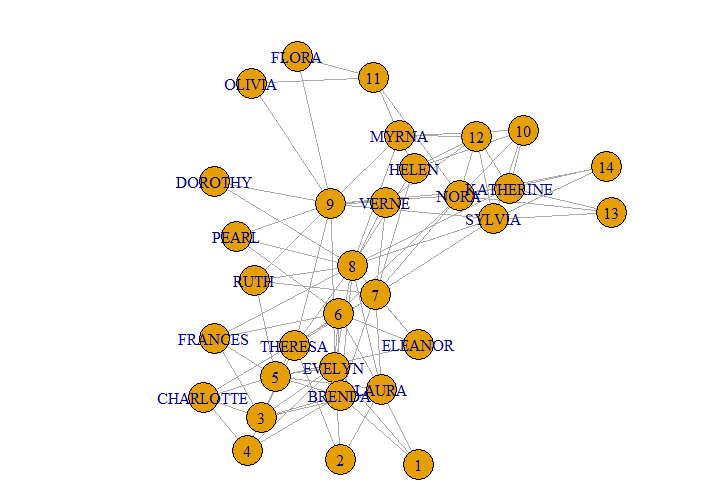 FLORA
11
OLIVIA
MYRNA
12
10
HELEN
14
DOROTHY
KATHERINE
NORA
9
VERNE
13
SYLVIA
PEARL
8
RUTH
7
6
FRANCES
THERESA
ELEANOR
EVELYN
5
LAURA
BRENDA
CHARLOTTE
3
4
2
1